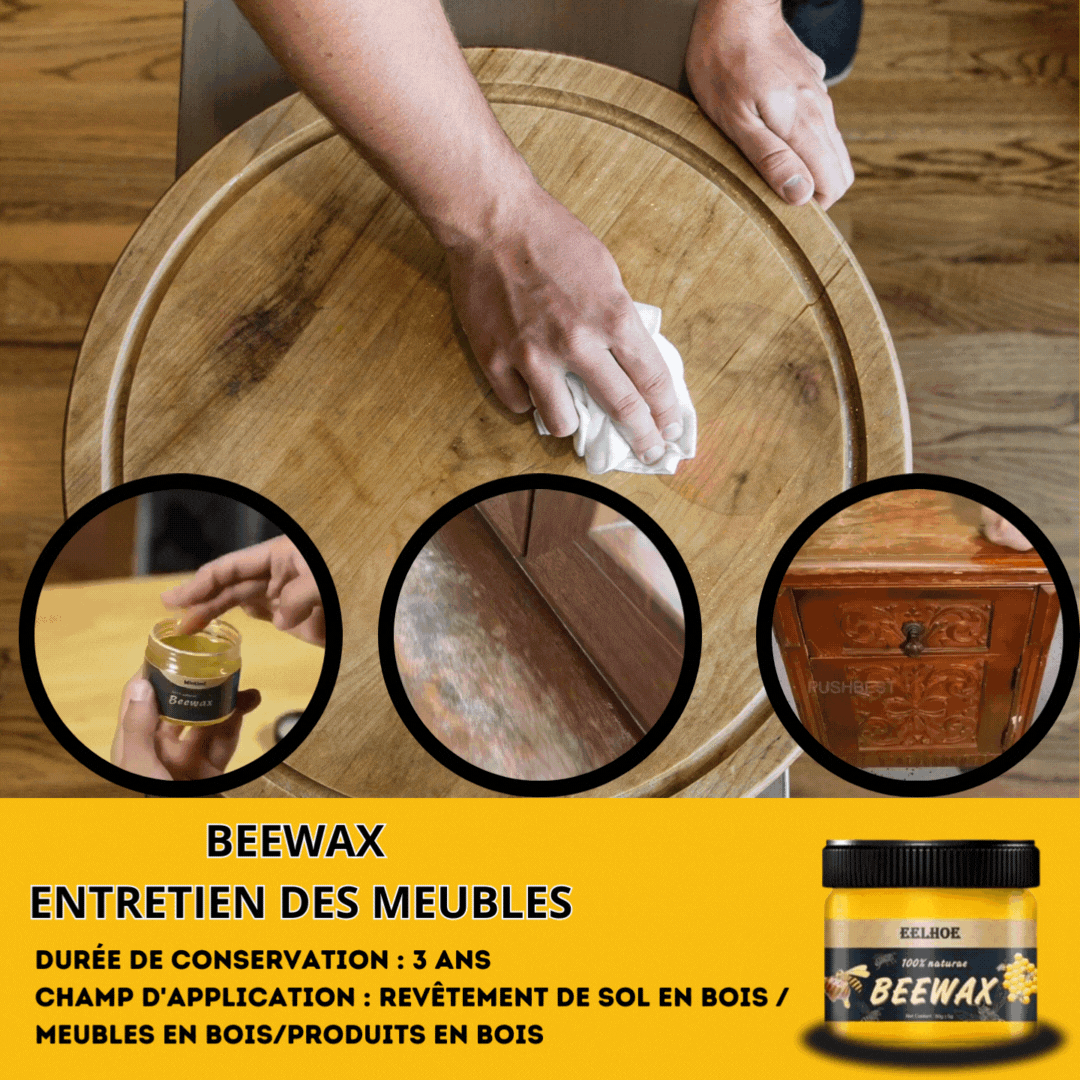 Beewax
RUSHBEST
BEEWAX
ENTRETIEN DES MEUBLES
DURÉE DE CONSERVATION : 3 ANS
CHAMP D'APPLICATION : REVÊTEMENT DE SOL EN BOIS /
MEUBLES EN BOIS/PRODUITS EN BOIS
EELHOE
100% naturae
BEEWAX